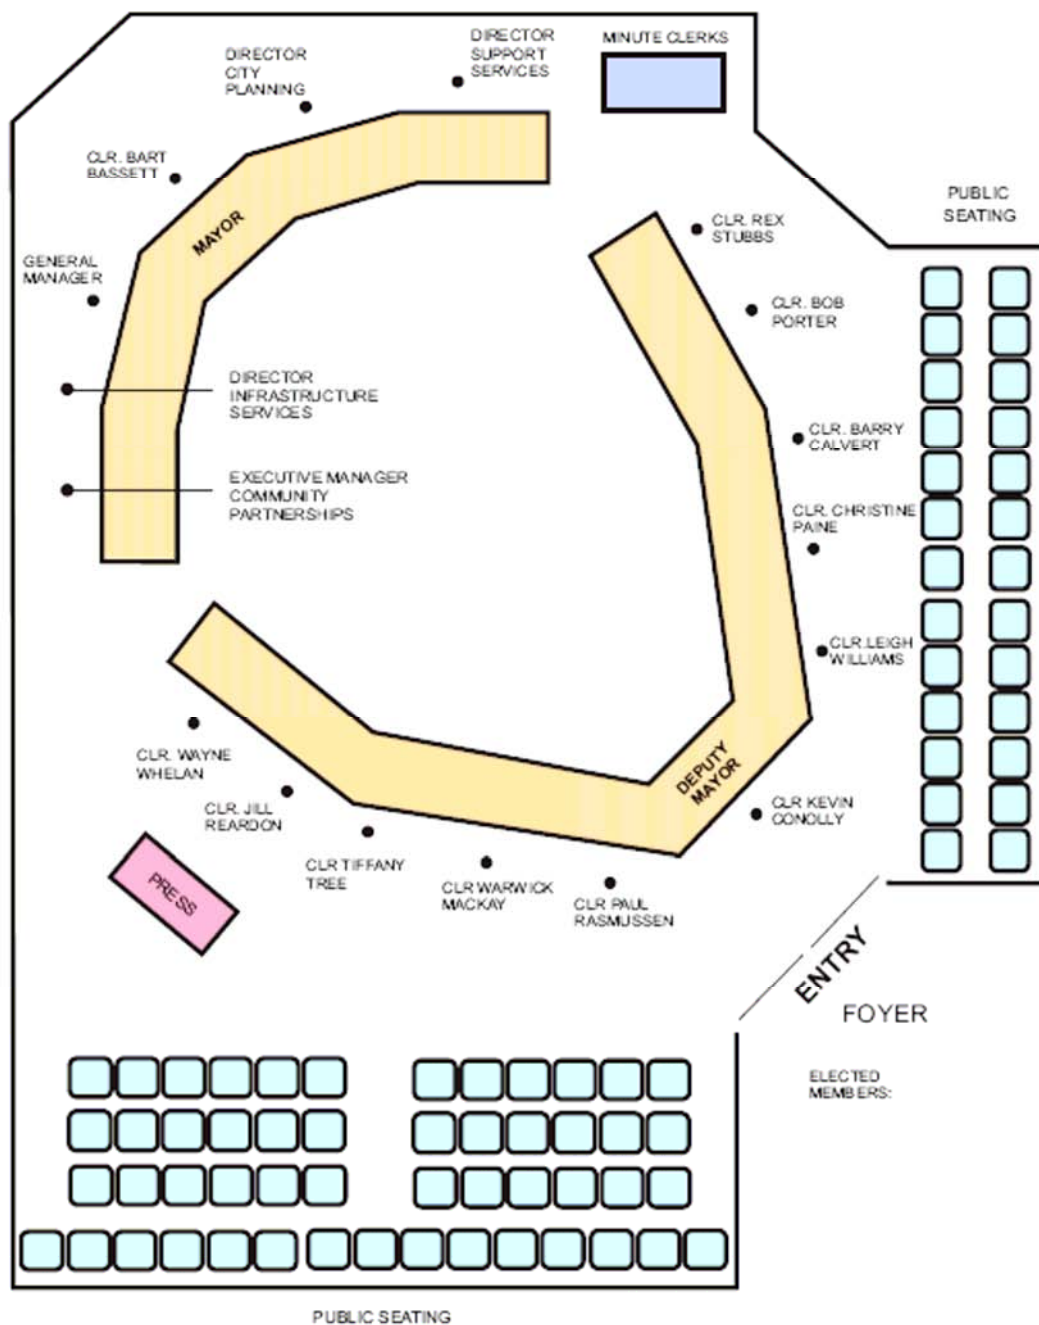 DIRECTOR
SUPPORT
SERVICES
MINUTE CLERKS
DIRECTOR
CITY
PLANNING
CLR. BART
BASSETT
MAYOR
PUBLIC
SEATING
CLR. REX
STUBBS
GENERAL
MANAGER
CLR. BOB
PORTER
DIRECTOR
INFRASTRUCTURE
SERVICES
CLR. BARRY
CALVERT
EXECUTIVE MANAGER
COMMUNITY
PARTNERSHIPS
CLR. CHRISTINE
PAINE
CLR.LEIGH
WILLIAMS
CLR. WAYNE
WHELAN
DEPUTY
MAYOR
CLR. JILL
REARDON
CLR KEVIN
CONOLLY
CLR TIFFANY
TREE
CLR WARWICK
MACKAY
CLR PAUL
RASMUSSEN
PRESS
ENTRY
FOYER
ELECTED
MEMBERS:
PUBLIC SEATING